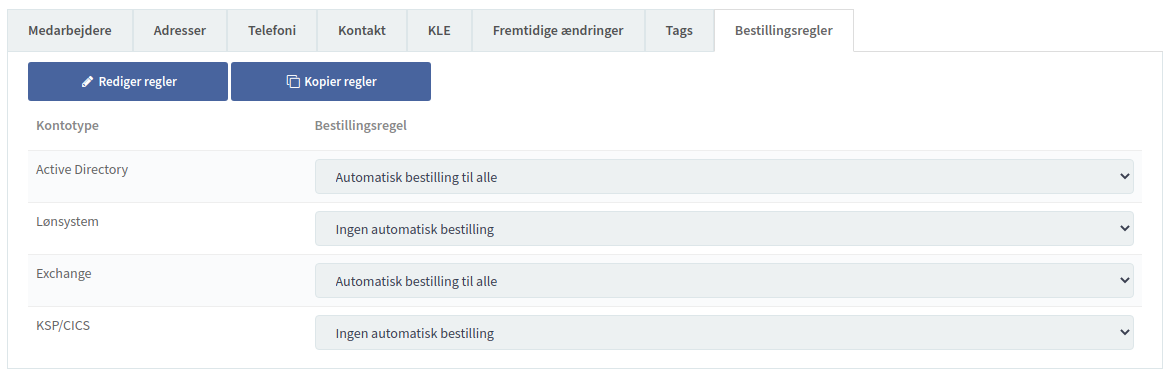 Medarbejdere Adresser Telefoni Kontakt KLE Fremtidige ændringer Tags Bestillingsregler
Rediger regler Kopier regler
Kontotype Bestillingsregel
Active Directory Automatisk bestilling til alle
Lønsystem Ingen automatisk bestilling
Exchange Automatisk bestilling til alle
KSP/CICS Ingen automatisk bestilling